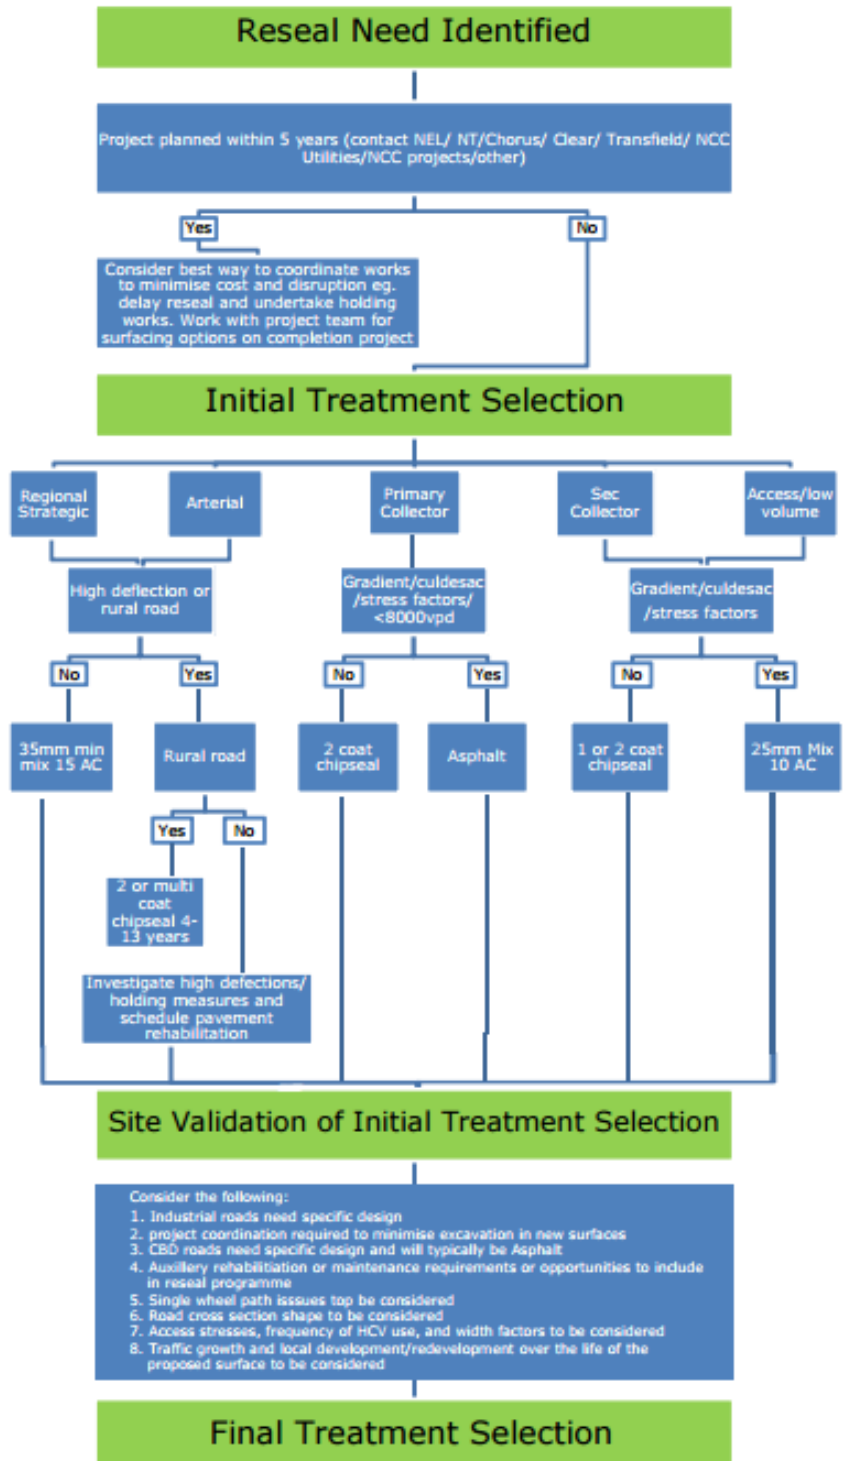 Reseal Need Identified
Project planned within 5 years (contact NEL/ NT/Chorus/ Clear/ Transfield/ NCC
Utilities/NCC projects/other)
Yes
No
Consider best way to coordinate works
to minimise cost and disruption eg.
delay reseal and undertake holding
works. Work with project team for
surfacing options on completion project
Initial Treatment Selection
Regional
Strategic
Arterial
Primary
Collector
Sec
Collector
Access/low
volume
High deflection or
rural road
Gradient/culdesac
/stress factors/
<8000vpd
Gradient/culdesac
/stress factors
No
Yes
No
Yes
No
Yes
35mm min
mix 15 AC
Rural road
2 coat
chipseal
Asphalt
1 or 2 coat
chipseal
25mm Mix
10 AC
Yes
No
2 or multi
coat
chipseal 4-
13 years
Investigate high defections/
holding measures and
schedule pavement
rehabilitation
Site Validation of Initial Treatment Selection
Consider the following:
1. Industrial roads need specific design
2. project coordination required to minimise excavation in new surfaces
3. CBD roads need specific design and will typically be Asphalt
4. Auxillery rehabilitiation or maintenance requirements or opportunities to include
in reseal programme
5. Single wheel path isssues top be considered
6. Road cross section shape to be considered
7. Access stresses, frequency of HCV use, and width factors to be considered
8. Traffic growth and local development/redevelopment over the life of the
proposed surface to be considered
Final Treatment Selection